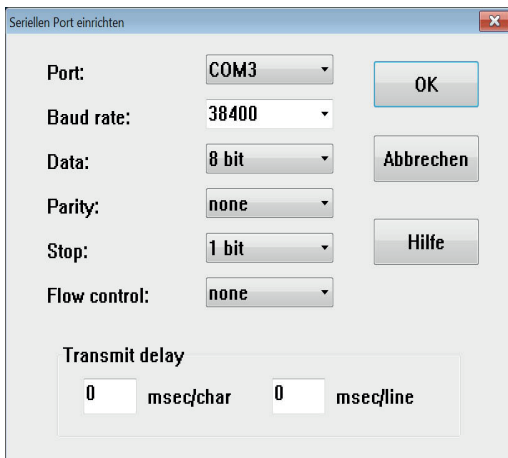 Seriellen Port einrichten
Port: COM3
OK
Baud rate: 38400
Data: 8 bit
Abbrechen
Parity: none
Stop: 1 bit
Hilfe
Flow control: none
Transmit delay
0 msec/char 0 msec/line